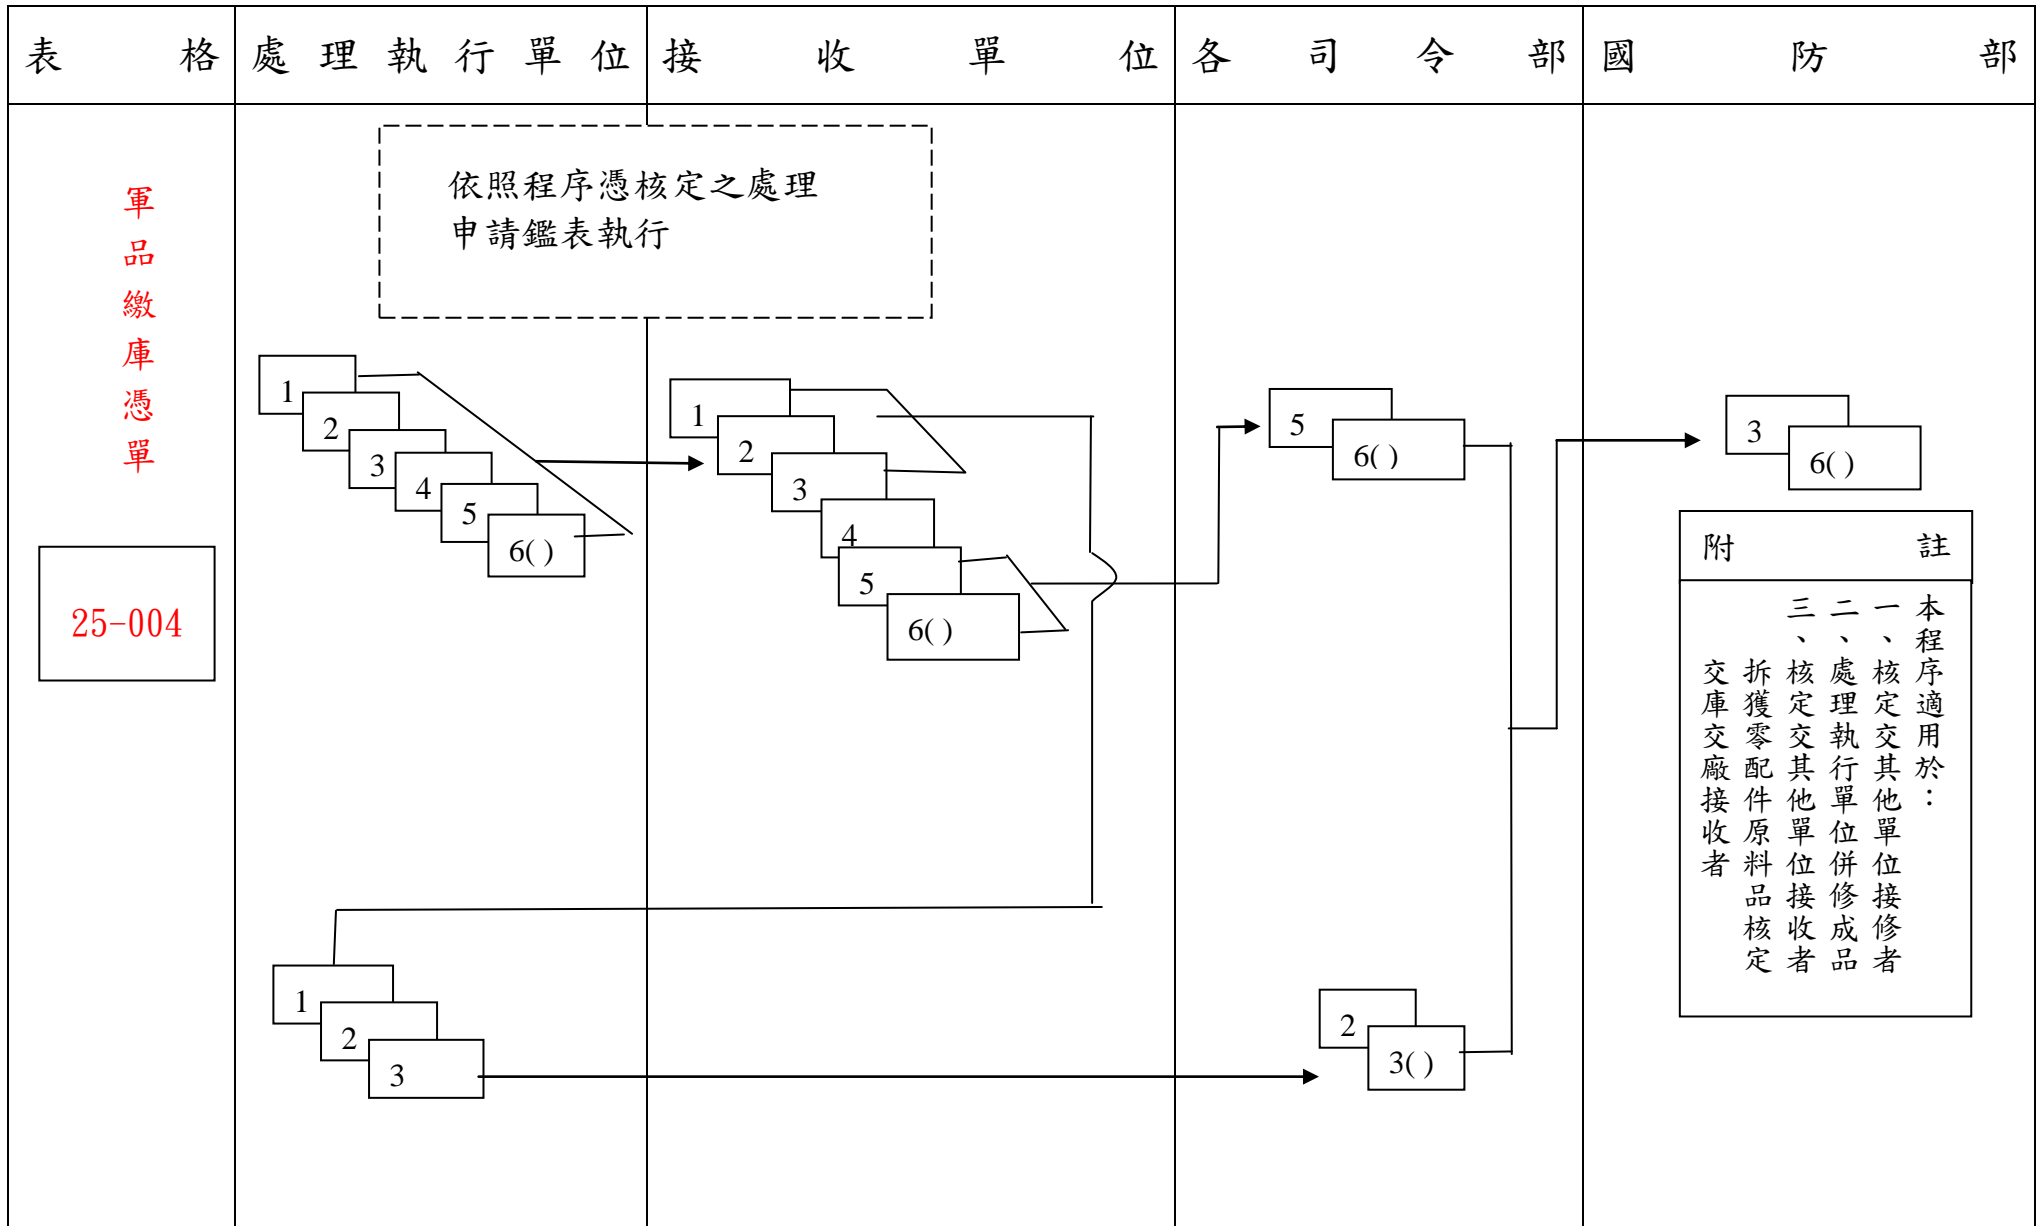 表格
處理執行單位
接收單位
各司令部
國防部
軍品繳庫憑單
25-004
依照程序憑核定之處理
申請鑑表執行
1
2
3
4
5
6( )
1
2
3
4
5
6( )
5
6( )
3
6( )
附註
本程序適用於：
一、核定交其他單位接修者
二、處理執行單位併修成品
三、核定交其他單位接收者
拆獲零配件原料品核定
交庫交廠接收者
1
2
3
2
3( )